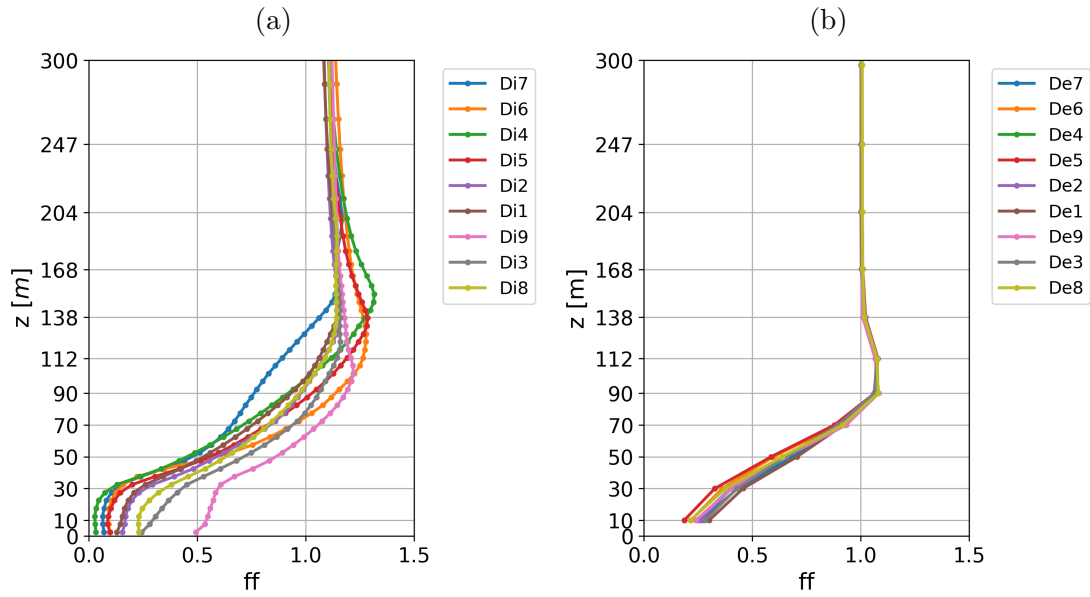 (a)
300
247
204
168
138
112
90
70
50
30
10
0
z [m]
0.0 0.5 1.0 1.5
ff
Di7
Di6
Di4
Di5
Di2
Di1
Di9
Di3
Di8
(b)
300
247
204
168
138
112
90
70
50
30
10
0
z [m]
0.0 0.5 1.0 1.5
ff
De7
De6
De4
De5
De2
De1
De9
De3
De8